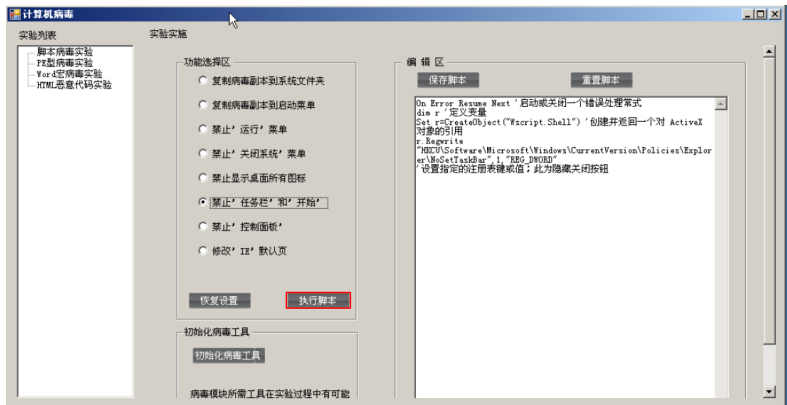 计算机病毒
实验列表
实验实施
脚本病毒实验
PE型病毒实验
Word宏病毒实验
HTML恶意代码实验
功能选择区
复制病毒副本到系统文件夹
复制病毒副本到启动菜单
禁止’运行’菜单
禁止’关闭系统’菜单
禁止显示桌面所有图标
禁止’任务栏’和’开始’
禁止’控制面板’
修改’IE’默认页
恢复设置
执行脚本
初始化病毒工具
初始化病毒工具
病毒模块所需工具在实验过程中有可能
编 辑 区
保存脚本
重置脚本
On Error Resume Next '启动或关闭一个错误处理常式
dim r '定义变量
Set r=CreateObject("Wscript.Shell") '创建并返回一个对 ActiveX
对象的引用
r.Regwrite
"HKCU\Software\Microsoft\Windows\CurrentVersion\Policies\Explor
er\NoSetTaskBar",1,"REG_DWORD"
'设置指定的注册表键或值；此为隐藏关闭按钮